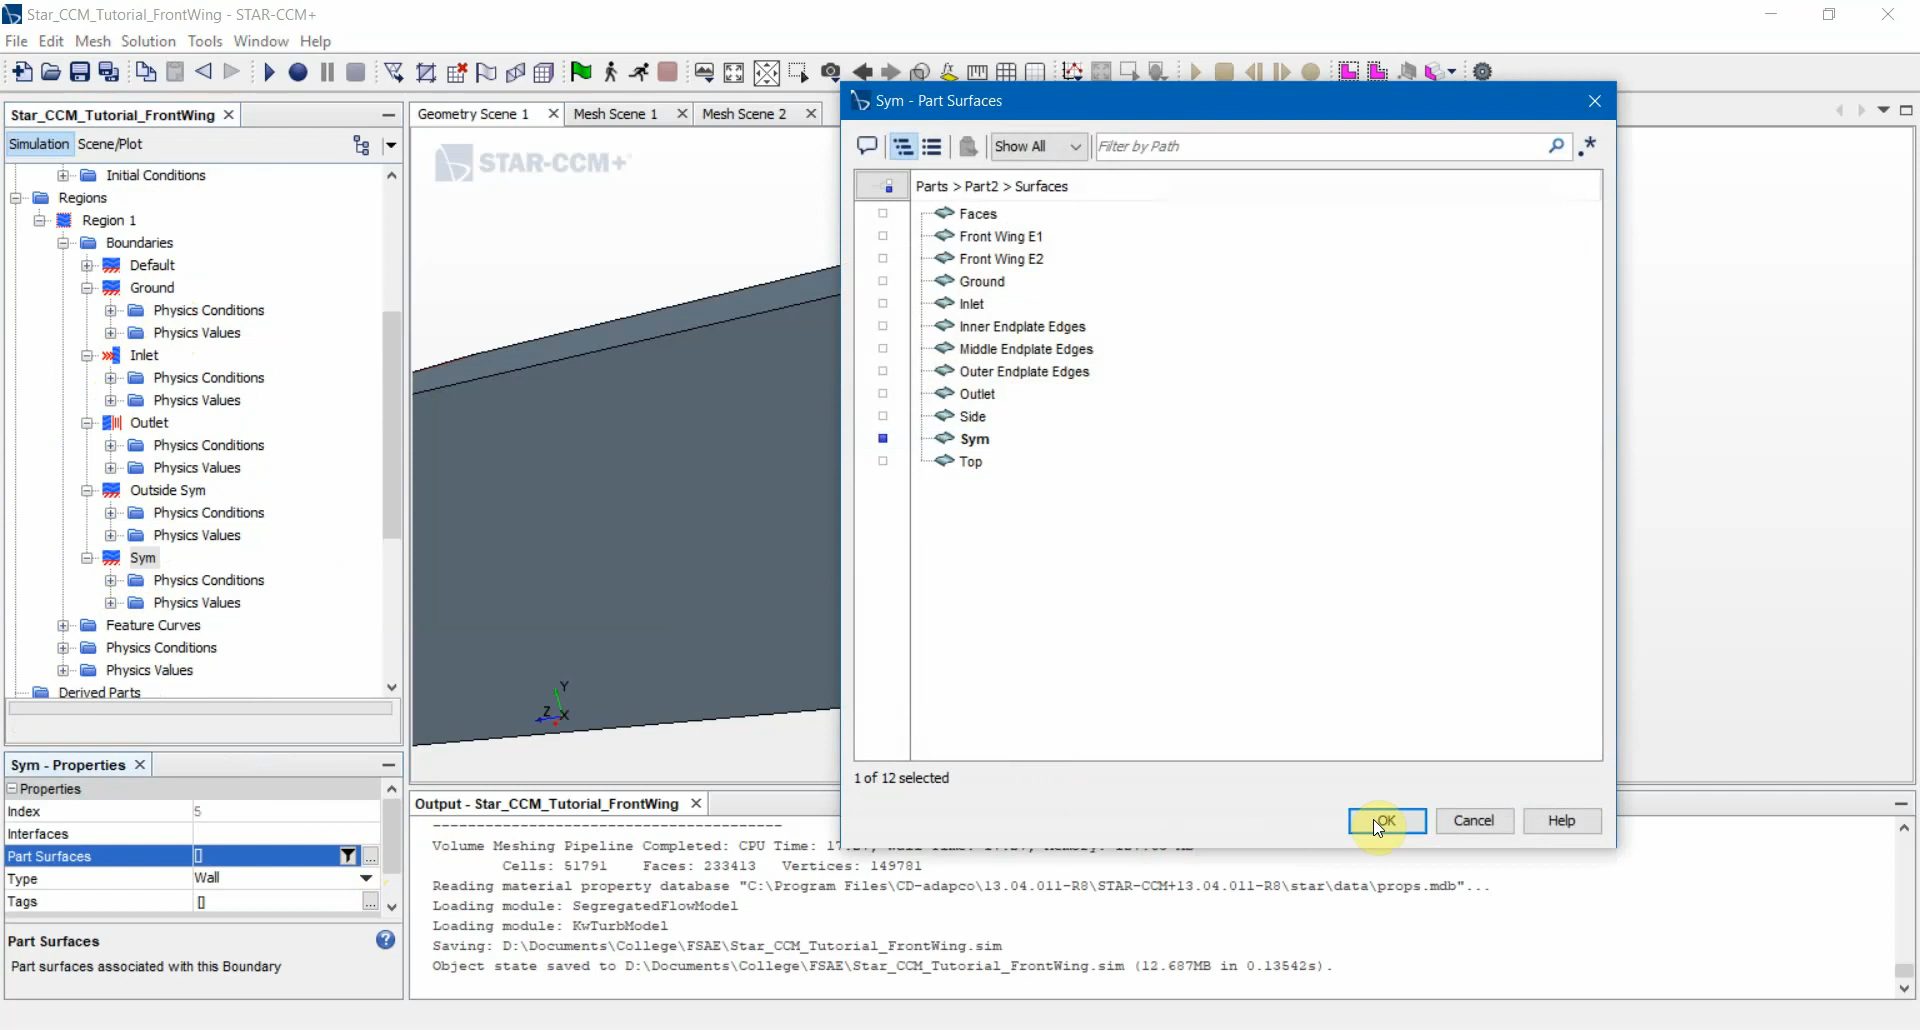 Star_CCM_Tutorial_FrontWing - STAR-CCM+
File Edit Mesh Solution Tools Window Help
Star_CCM_Tutorial_FrontWing
Simulation Scene/Plot
Initial Conditions
Regions
Region 1
Boundaries
Default
Ground
Physics Conditions
Physics Values
Inlet
Physics Conditions
Physics Values
Outlet
Physics Conditions
Physics Values
Outside Sym
Physics Conditions
Physics Values
Sym
Physics Conditions
Physics Values
Feature Curves
Physics Conditions
Physics Values
Derived Parts
Sym - Properties
Properties
Index 5
Interfaces
Part Surfaces [] ...
Type Wall
Tags [] ...
Part Surfaces
Part surfaces associated with this Boundary
Geometry Scene 1 Mesh Scene 1 Mesh Scene 2
STAR-CCM+
Y
Z X
Sym - Part Surfaces
Show All Filter by Path .*
Parts > Part2 > Surfaces
Faces
Front Wing E1
Front Wing E2
Ground
Inlet
Inner Endplate Edges
Middle Endplate Edges
Outer Endplate Edges
Outlet
Side
Sym
Top
1 of 12 selected
OK Cancel Help
Output - Star_CCM_Tutorial_FrontWing
Volume Meshing Pipeline Completed: CPU Time:
Cells: 51791 Faces: 233413 Vertices: 149781
Reading material property database "C:\Program Files\CD-adapco\13.04.011-R8\STAR-CCM+13.04.011-R8\star\data\props.mdb"...
Loading module: SegregatedFlowModel
Loading module: KwTurbModel
Saving: D:\Documents\College\FSAE\Star_CCM_Tutorial_FrontWing.sim
Object state saved to D:\Documents\College\FSAE\Star_CCM_Tutorial_FrontWing.sim (12.687MB in 0.13542s).